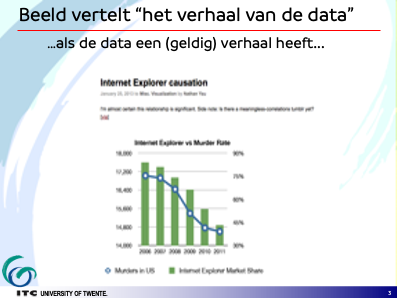 Beeld vertelt “het verhaal van de data”
...als de data een (geldig) verhaal heeft...
Internet Explorer causation
January 25, 2013 to Misc. Visualization by Nathan Yau
I'm almost certain this relationship is significant. Side note: Is there a meaningless-correlations tumblr yet?
Internet Explorer vs Murder Rate
18,000
17,200
16,400
15,600
14,800
14,000
90%
75%
60%
45%
30%
2006 2007 2008 2009 2010 2011
Murders in US
Internet Explorer Market Share
ITC UNIVERSITY OF TWENTE.
3